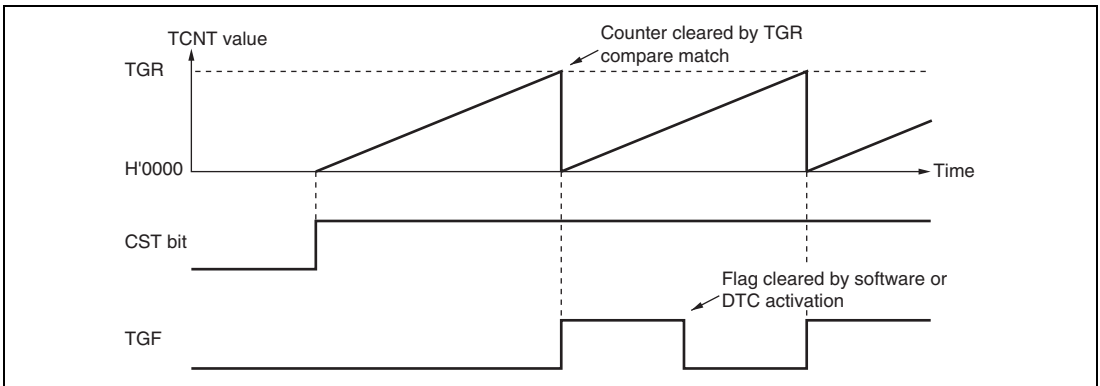 TCNT value
Counter cleared by TGR
compare match
TGR
H'0000
Time
CST bit
Flag cleared by software or
DTC activation
TGF